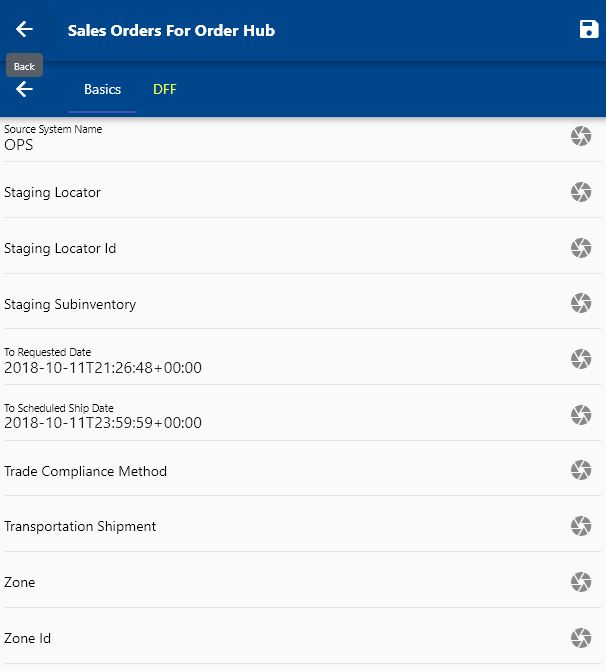 Sales Orders For Order Hub
Back
Basics
DFF
Source System Name
OPS
Staging Locator
Staging Locator Id
Staging Subinventory
To Requested Date
2018-10-11T21:26:48+00:00
To Scheduled Ship Date
2018-10-11T23:59:59+00:00
Trade Compliance Method
Transportation Shipment
Zone
Zone Id